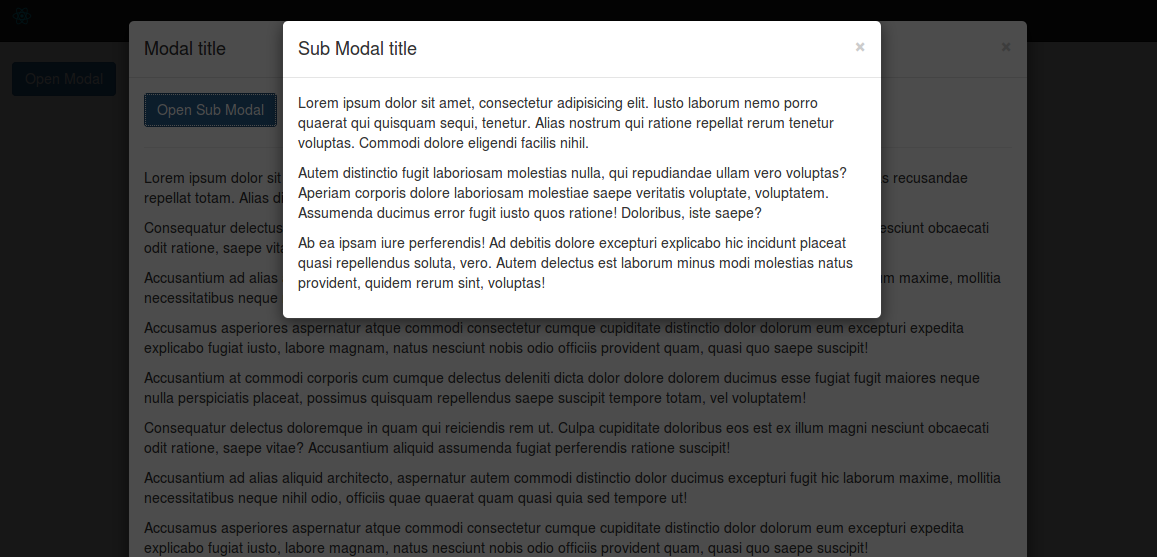 Open Modal
Modal title
×
Open Sub Modal
Sub Modal title
×
Lorem ipsum dolor sit amet, consectetur adipisicing elit. Iusto laborum nemo porro
quaerat qui quisquam sequi, tenetur. Alias nostrum qui ratione repellat rerum tenetur
voluptas. Commodi dolore eligendi facilis nihil.
Autem distinctio fugit laboriosam molestias nulla, qui repudiandae ullam vero voluptas?
Aperiam corporis dolore laboriosam molestiae saepe veritatis voluptate, voluptatem.
Assumenda ducimus error fugit iusto quos ratione! Doloribus, iste saepe?
Ab ea ipsam iure perferendis! Ad debitis dolore excepturi explicabo hic incidunt placeat
quasi repellendus soluta, vero. Autem delectus est laborum minus modi molestias natus
provident, quidem rerum sint, voluptas!
Lorem ipsum dolor sit recusandae
repellat totam. Alias
Consequatur delectus obcaecati
odit ratione, saepe
Accusantium ad alias maxime, mollitia
necessitatibus neque
Accusamus asperiores aspernatur atque commodi consectetur cumque cupiditate distinctio dolor dolorum eum excepturi expedita
explicabo fugiat iusto, labore magnam, natus nesciunt nobis odio officiis provident quam, quasi quo saepe suscipit!
Accusantium at commodi corporis cum cumque delectus deleniti dicta dolor dolore dolorem ducimus esse fugiat fugit maiores neque
nulla perspiciatis placeat, possimus quisquam repellendus saepe suscipit tempore totam, vel voluptatem!
Consequatur delectus doloremque in quam qui reiciendis rem ut. Culpa cupiditate doloribus eos est ex illum magni nesciunt obcaecati
odit ratione, saepe vitae? Accusantium aliquid assumenda fugiat perferendis ratione suscipit!
Accusantium ad alias aliquid architecto, aspernatur autem commodi distinctio dolor ducimus excepturi fugit hic laborum maxime, mollitia
necessitatibus neque nihil odio, officiis quae quaerat quam quasi quia sed tempore ut!
Accusamus asperiores aspernatur atque commodi consectetur cumque cupiditate distinctio dolor dolorum eum excepturi expedita
explicabo fugiat iusto, labore magnam, natus nesciunt nobis odio officiis provident quam, quasi quo saepe suscipit!